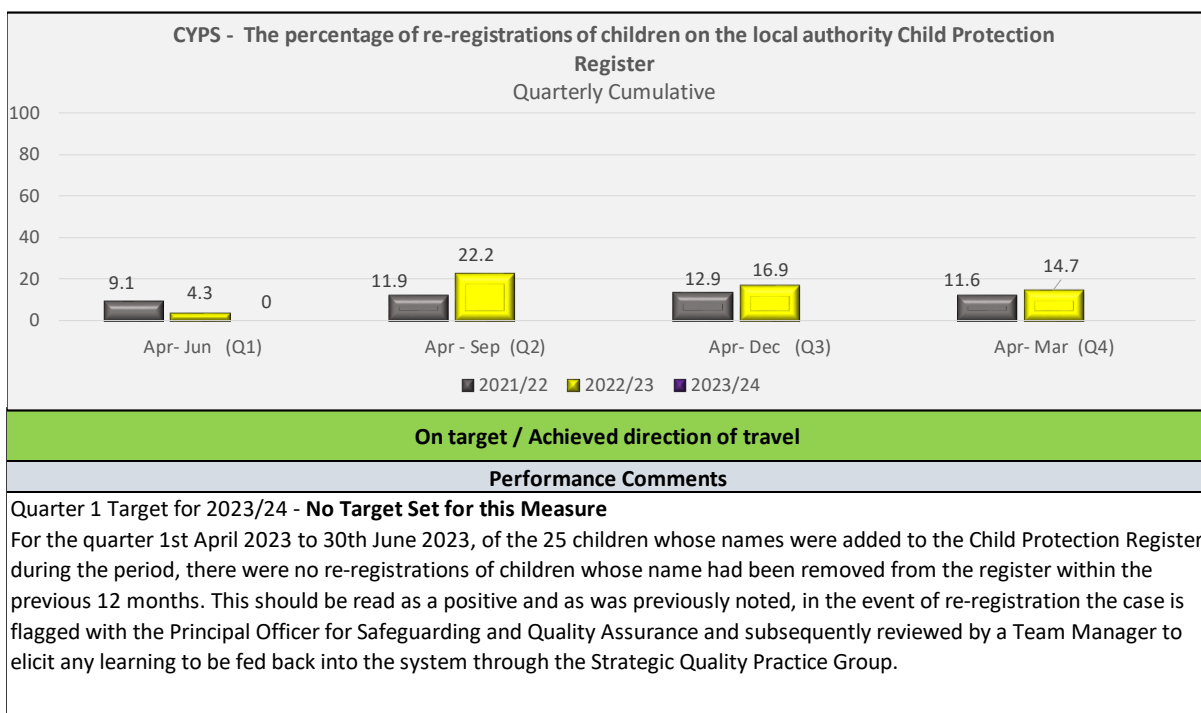 CYPS -  The percentage of re-registrations of children on the local authority Child Protection
Register
Quarterly Cumulative
100
80
60
40
20
0
9.1
4.3
0
11.9
22.2
12.9
16.9
11.6
14.7
Apr- Jun  (Q1)
Apr - Sep  (Q2)
Apr- Dec  (Q3)
Apr- Mar  (Q4)
2021/22
2022/23
2023/24
On target / Achieved direction of travel
Performance Comments
Quarter 1 Target for 2023/24 - No Target Set for this Measure
For the quarter 1st April 2023 to 30th June 2023, of the 25 children whose names were added to the Child Protection Register
during the period, there were no re-registrations of children whose name had been removed from the register within the
previous 12 months. This should be read as a positive and as was previously noted, in the event of re-registration the case is
flagged with the Principal Officer for Safeguarding and Quality Assurance and subsequently reviewed by a Team Manager to
elicit any learning to be fed back into the system through the Strategic Quality Practice Group.